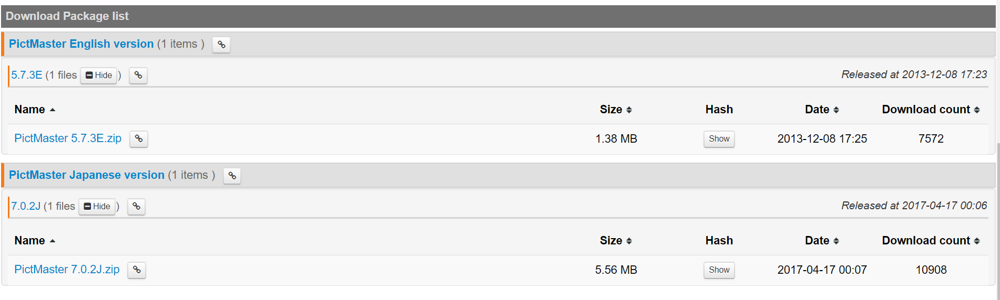 Download Package list
PictMaster English version (1 items )
5.7.3E (1 files Hide ) Released at 2013-12-08 17:23
Name Size Hash Date Download count
PictMaster 5.7.3E.zip 1.38 MB Show 2013-12-08 17:25 7572
PictMaster Japanese version (1 items )
7.0.2J (1 files Hide ) Released at 2017-04-17 00:06
Name Size Hash Date Download count
PictMaster 7.0.2J.zip 5.56 MB Show 2017-04-17 00:07 10908